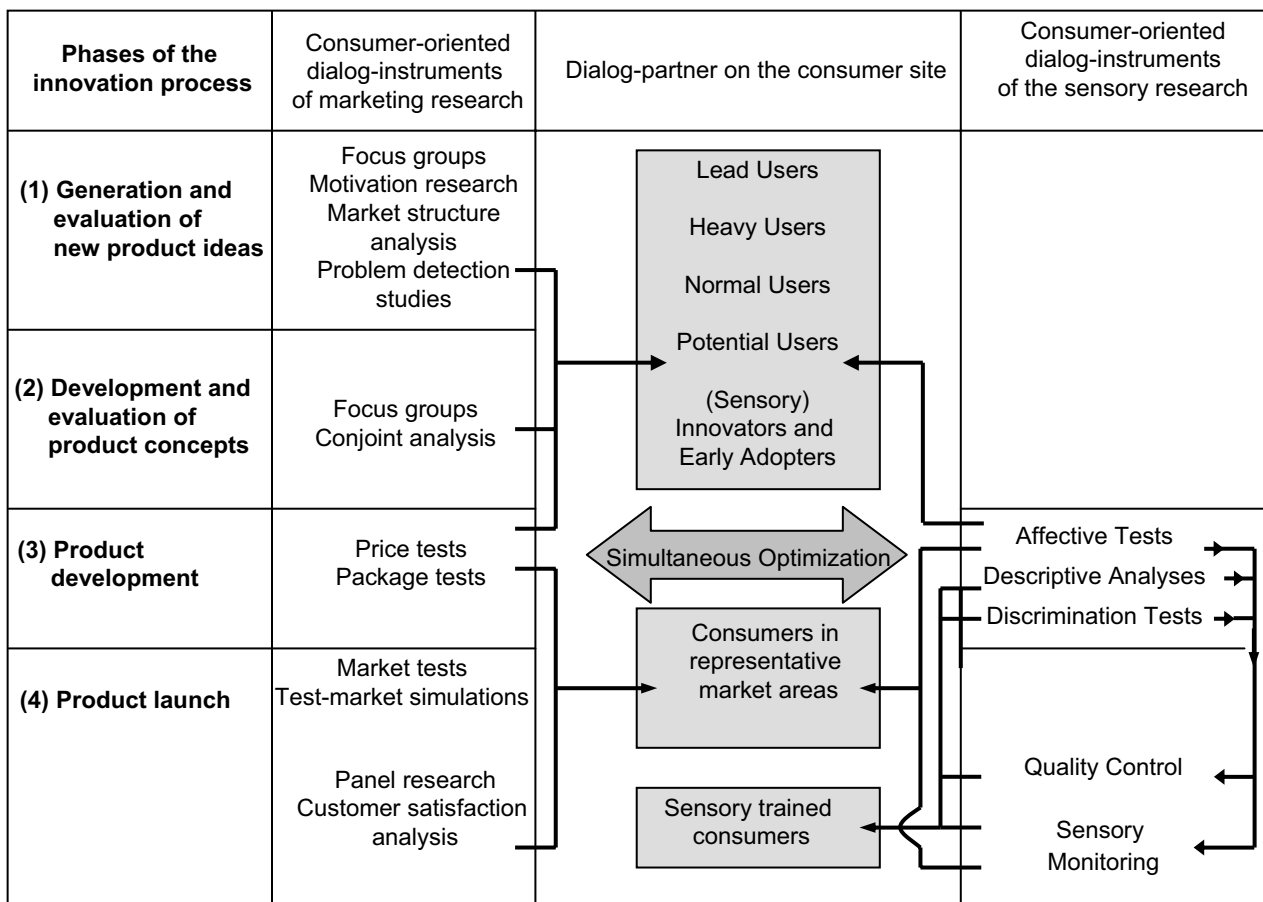 Phases of the
innovation process
Consumer-oriented
dialog-instruments
of marketing research
Dialog-partner on the consumer site
Consumer-oriented
dialog-instruments
of the sensory research
(1) Generation and
evaluation of
new product ideas
Focus groups
Motivation research
Market structure
analysis
Problem detection
studies
Lead Users
Heavy Users
Normal Users
Potential Users
(Sensory)
Innovators and
Early Adopters
(2) Development and
evaluation of
product concepts
Focus groups
Conjoint analysis
(3) Product
development
Price tests
Package tests
Simultaneous Optimization
Affective Tests
Descriptive Analyses
Discrimination Tests
Consumers in
representative
market areas
(4) Product launch
Market tests
Test-market simulations
Panel research
Customer satisfaction
analysis
Sensory trained
consumers
Quality Control
Sensory
Monitoring